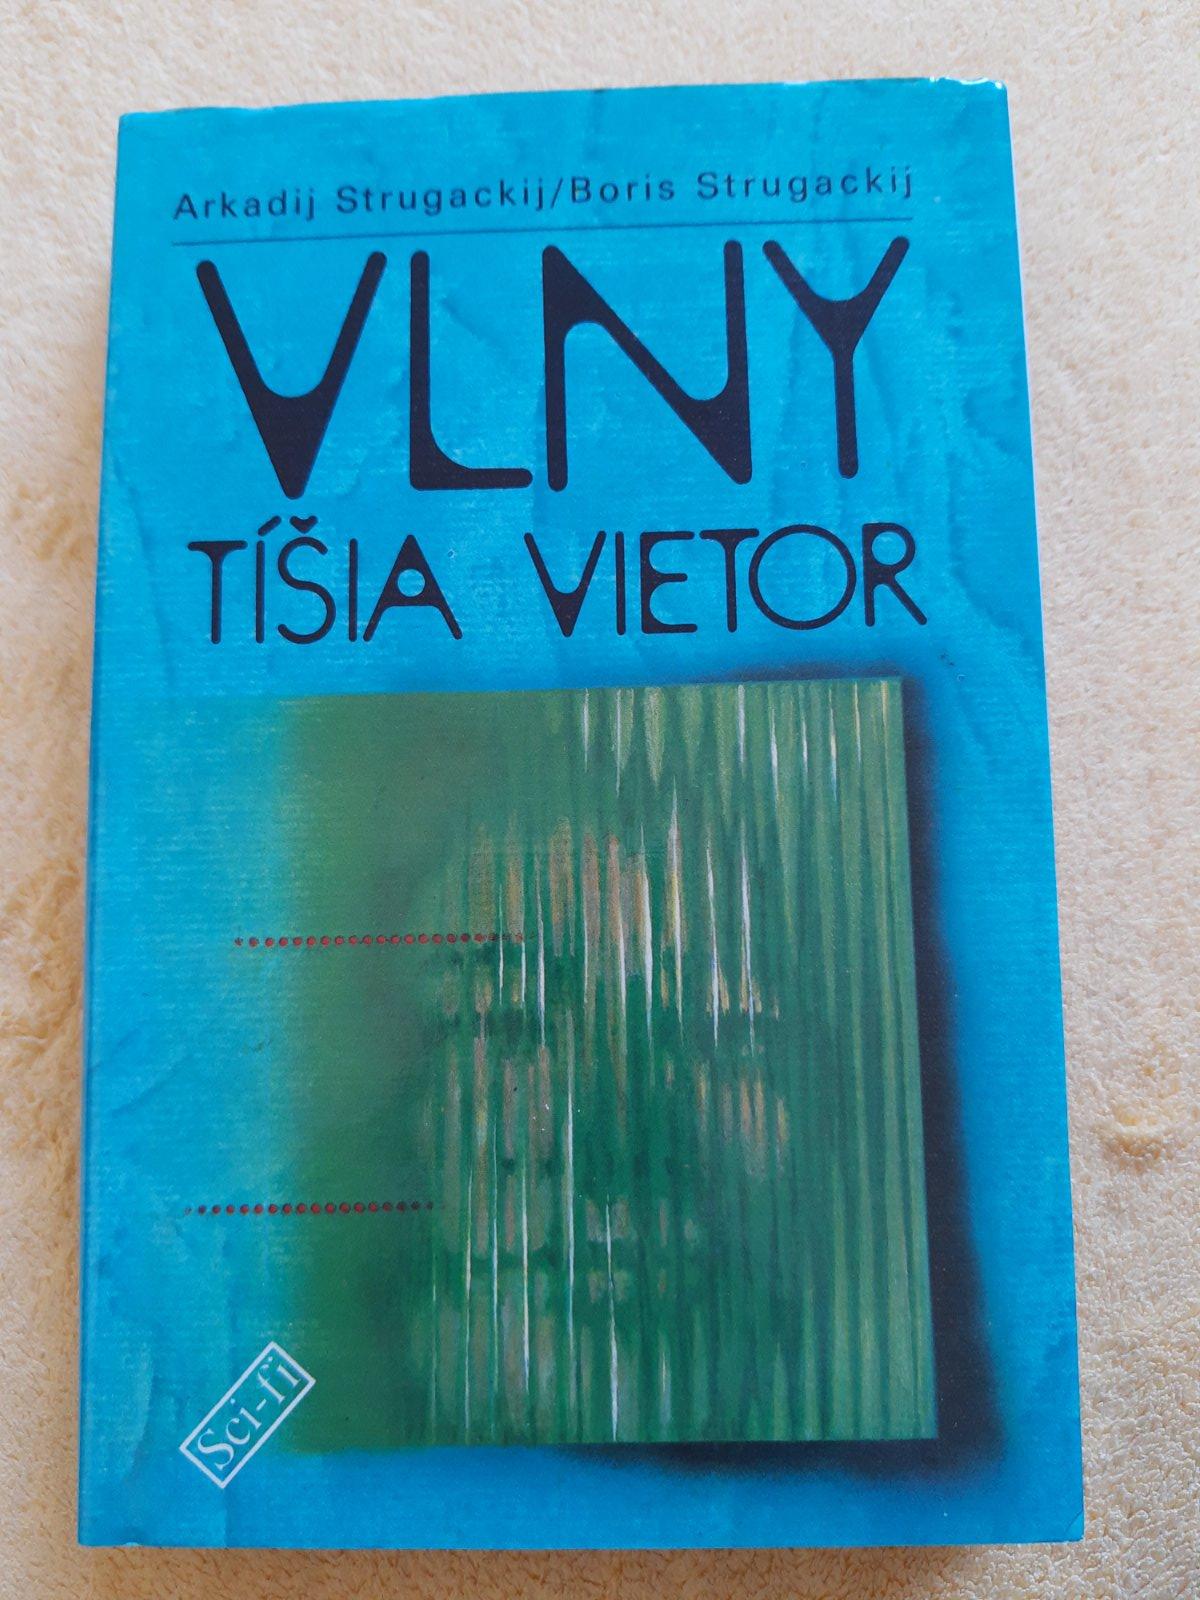 Arkadij Strugackij/Boris Strugackij
VLNY
TÍŠIA VIETOR
Sci-fi